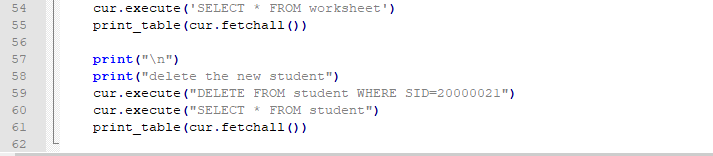 54 cur.execute('SELECT * FROM worksheet')
55 print_table(cur.fetchall())
56
57 print("\n")
58 print("delete the new student")
59 cur.execute("DELETE FROM student WHERE SID=20000021")
60 cur.execute("SELECT * FROM student")
61 print_table(cur.fetchall())
62